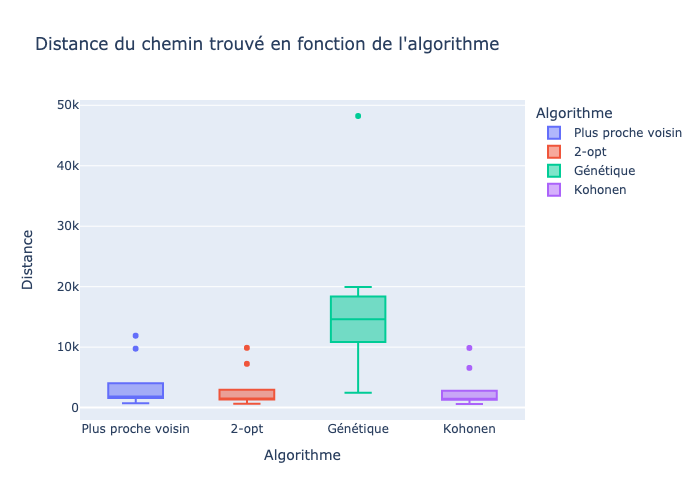 Distance du chemin trouvé en fonction de l'algorithme
Algorithme
Plus proche voisin
2-opt
Génétique
Kohonen
50k
40k
30k
20k
10k
0
Distance
Plus proche voisin
2-opt
Génétique
Kohonen
Algorithme